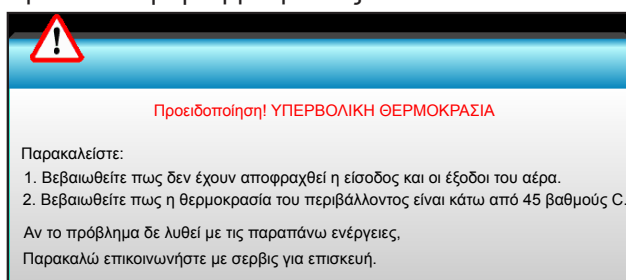 Προειδοποίηση! ΥΠΕΡΒΟΛΙΚΗ ΘΕΡΜΟΚΡΑΣΙΑ
Παρακαλείστε:
1. Βεβαιωθείτε πως δεν έχουν αποφραχθεί η είσοδος και οι έξοδοι του αέρα.
2. Βεβαιωθείτε πως η θερμοκρασία του περιβάλλοντος είναι κάτω από 45 βαθμούς C.
Αν το πρόβλημα δε λυθεί με τις παραπάνω ενέργειες,
Παρακαλώ επικοινωνήστε με σερβις για επισκευή.